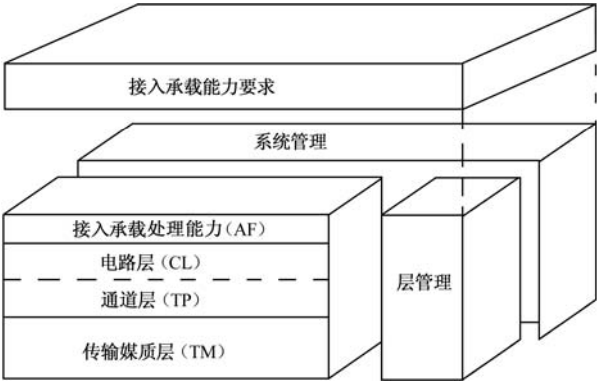 接入承载能力要求
系统管理
接入承载处理能力(AF)
电路层(CL)
通道层(TP)
传输媒质层(TM)
层管理